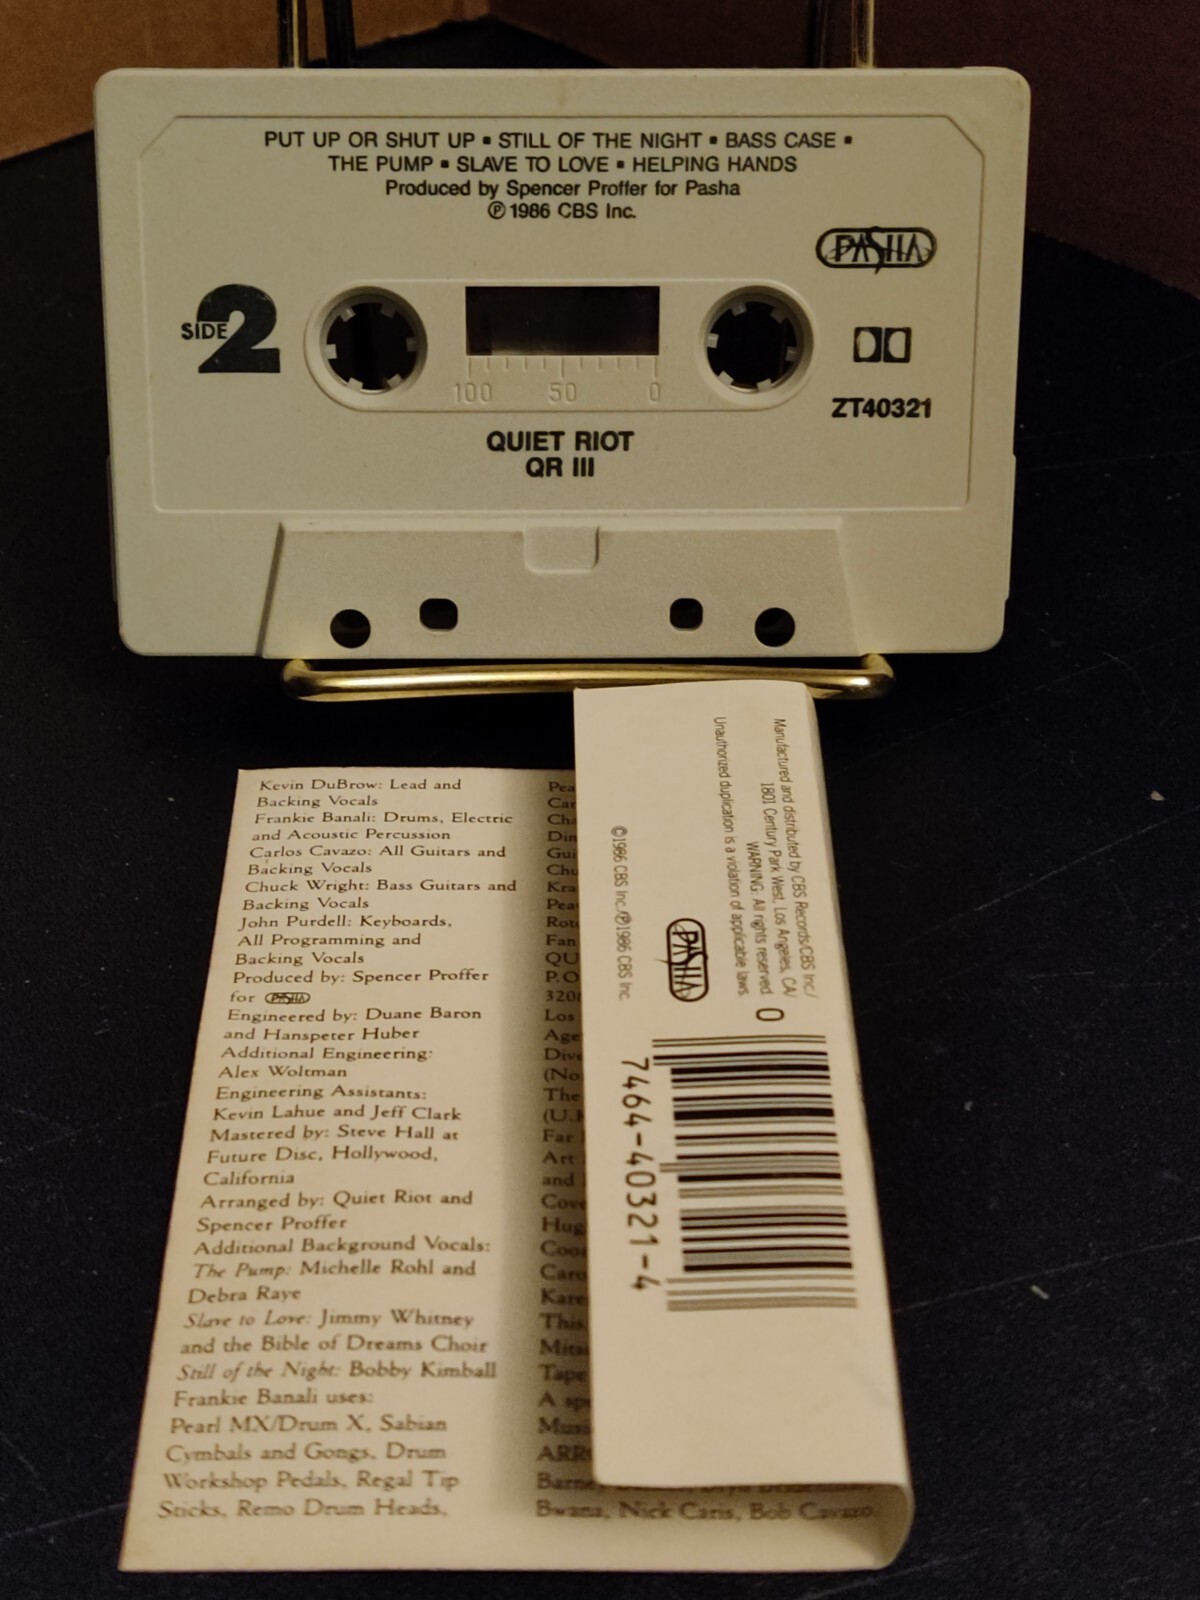 PUT UP OR SHUT UP ▪ STILL OF THE NIGHT ▪ BASS CASE ▪
THE PUMP ▪ SLAVE TO LOVE ▪ HELPING HANDS
Produced by Spencer Proffer for Pasha
℗ 1986 CBS Inc.
PASHA
SIDE 2
100 50 0
ZT40321
QUIET RIOT
QR III
Kevin DuBrow: Lead and
Backing Vocals
Frankie Banali: Drums, Electric
and Acoustic Percussion
Carlos Cavazo: All Guitars and
Backing Vocals
Chuck Wright: Bass Guitars and
Backing Vocals
John Purdell: Keyboards,
All Programming and
Backing Vocals
Produced by: Spencer Proffer
for PASHA
Engineered by: Duane Baron
and Hanspeter Huber
Additional Engineering:
Alex Woltman
Engineering Assistants:
Kevin Lahue and Jeff Clark
Mastered by: Steve Hall at
Future Disc, Hollywood,
California
Arranged by: Quiet Riot and
Spencer Proffer
Additional Background Vocals:
The Pump: Michelle Rohl and
Debra Raye
Slave to Love: Jimmy Whitney
and the Bible of Dreams Choir
Still of the Night: Bobby Kimball
Frankie Banali uses:
Pearl MX/Drum X, Sabian
Cymbals and Gongs, Drum
Workshop Pedals, Regal Tip
Sticks, Remo Drum Heads,
QU
P.O
Los
(No
The
(U.
Far
Art
and
This
Tape
Bwana, Nick Caris, Bob Cavazo
Manufactured and distributed by CBS Records/CBS Inc./
1801 Century Park West, Los Angeles, CA/
WARNING: All rights reserved.
Unauthorized duplication is a violation of applicable laws.
PASHA
©1986 CBS Inc./℗1986 CBS Inc.
0
7464-40321-4